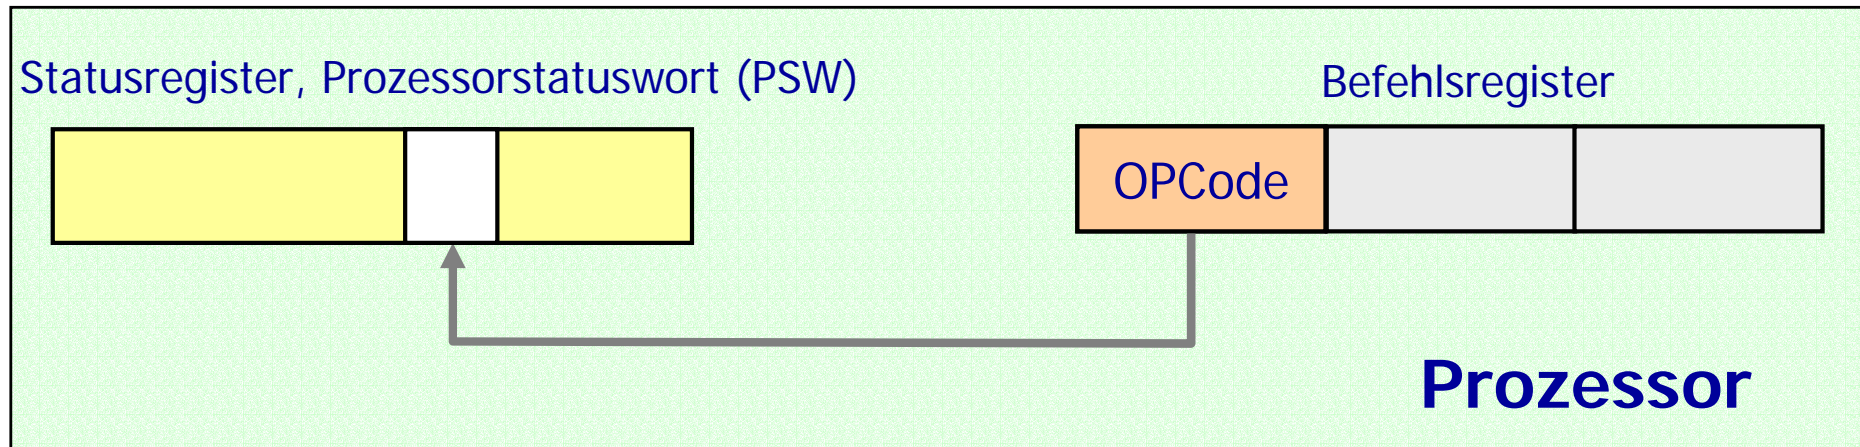 Statusregister, Prozessorstatuswort (PSW)
Befehlsregister
OPCode
Prozessor